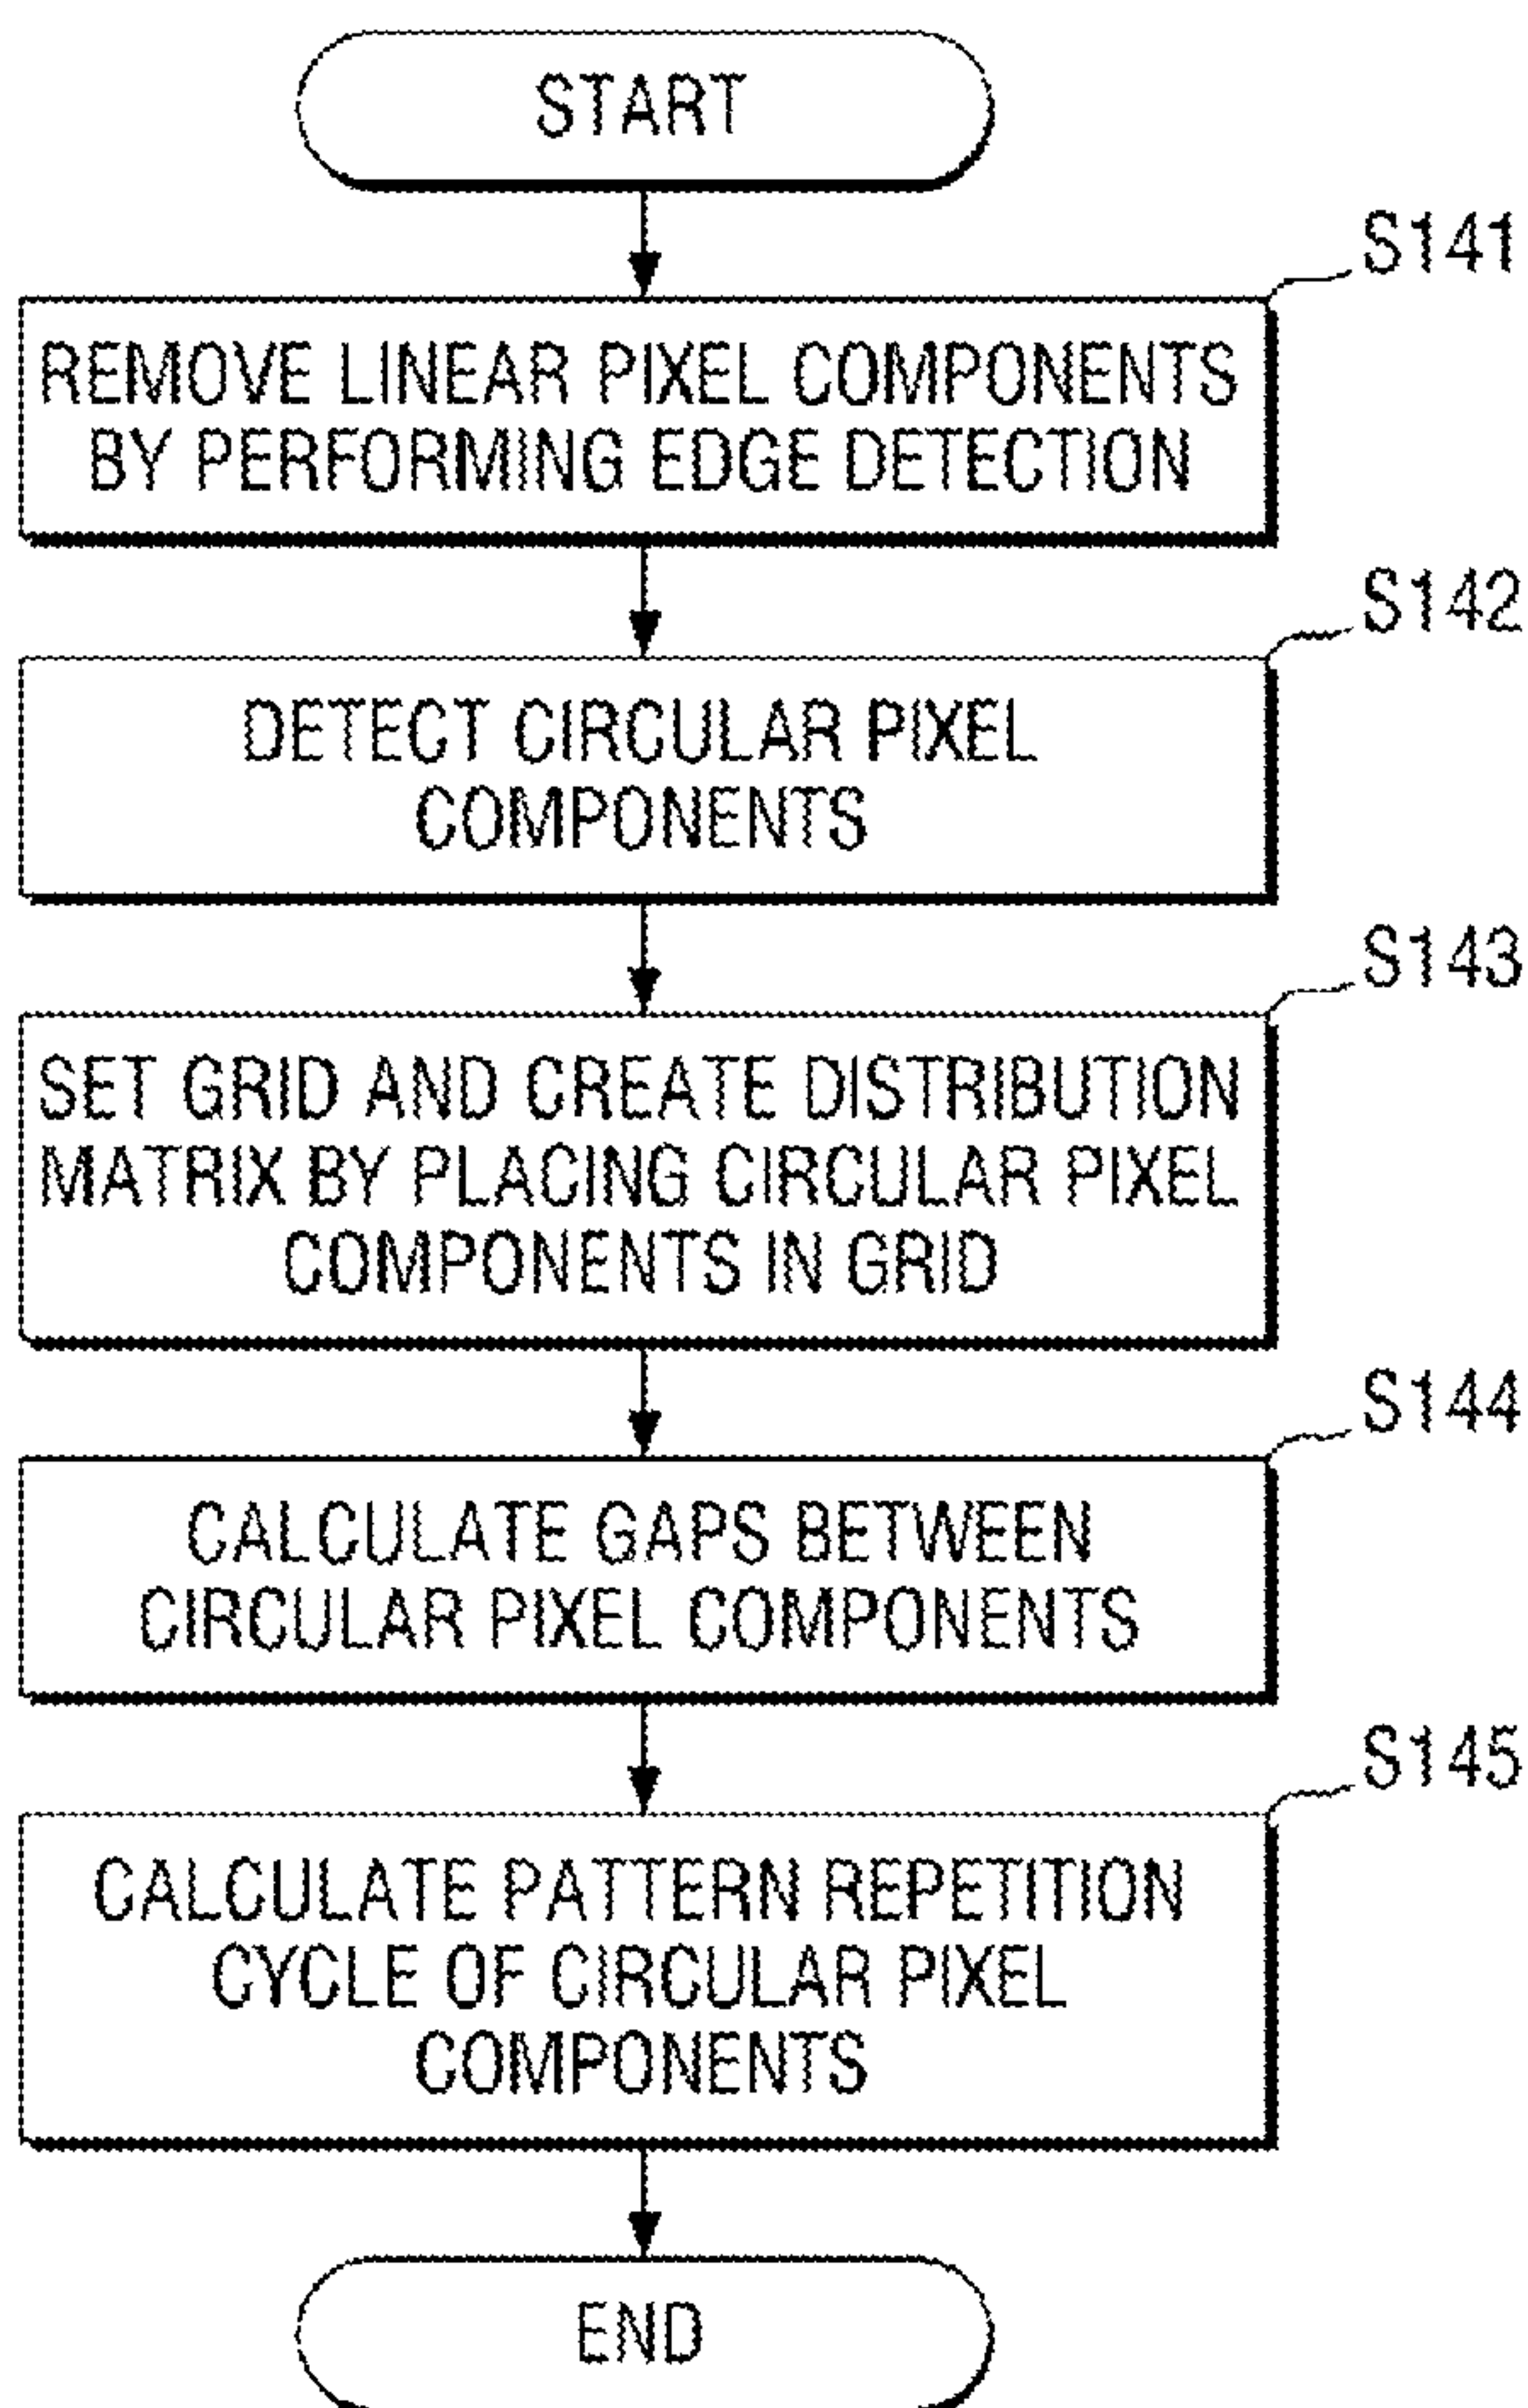 START
S141
REMOVE LINEAR PIXEL COMPONENTS
BY PERFORMING EDGE DETECTION
S142
DETECT CIRCULAR PIXEL
COMPONENTS
S143
SET GRID AND CREATE DISTRIBUTION
MATRIX BY PLACING CIRCULAR PIXEL
COMPONENTS IN GRID
S144
CALCULATE GAPS BETWEEN
CIRCULAR PIXEL COMPONENTS
S145
CALCULATE PATTERN REPETITION
CYCLE OF CIRCULAR PIXEL
COMPONENTS
END